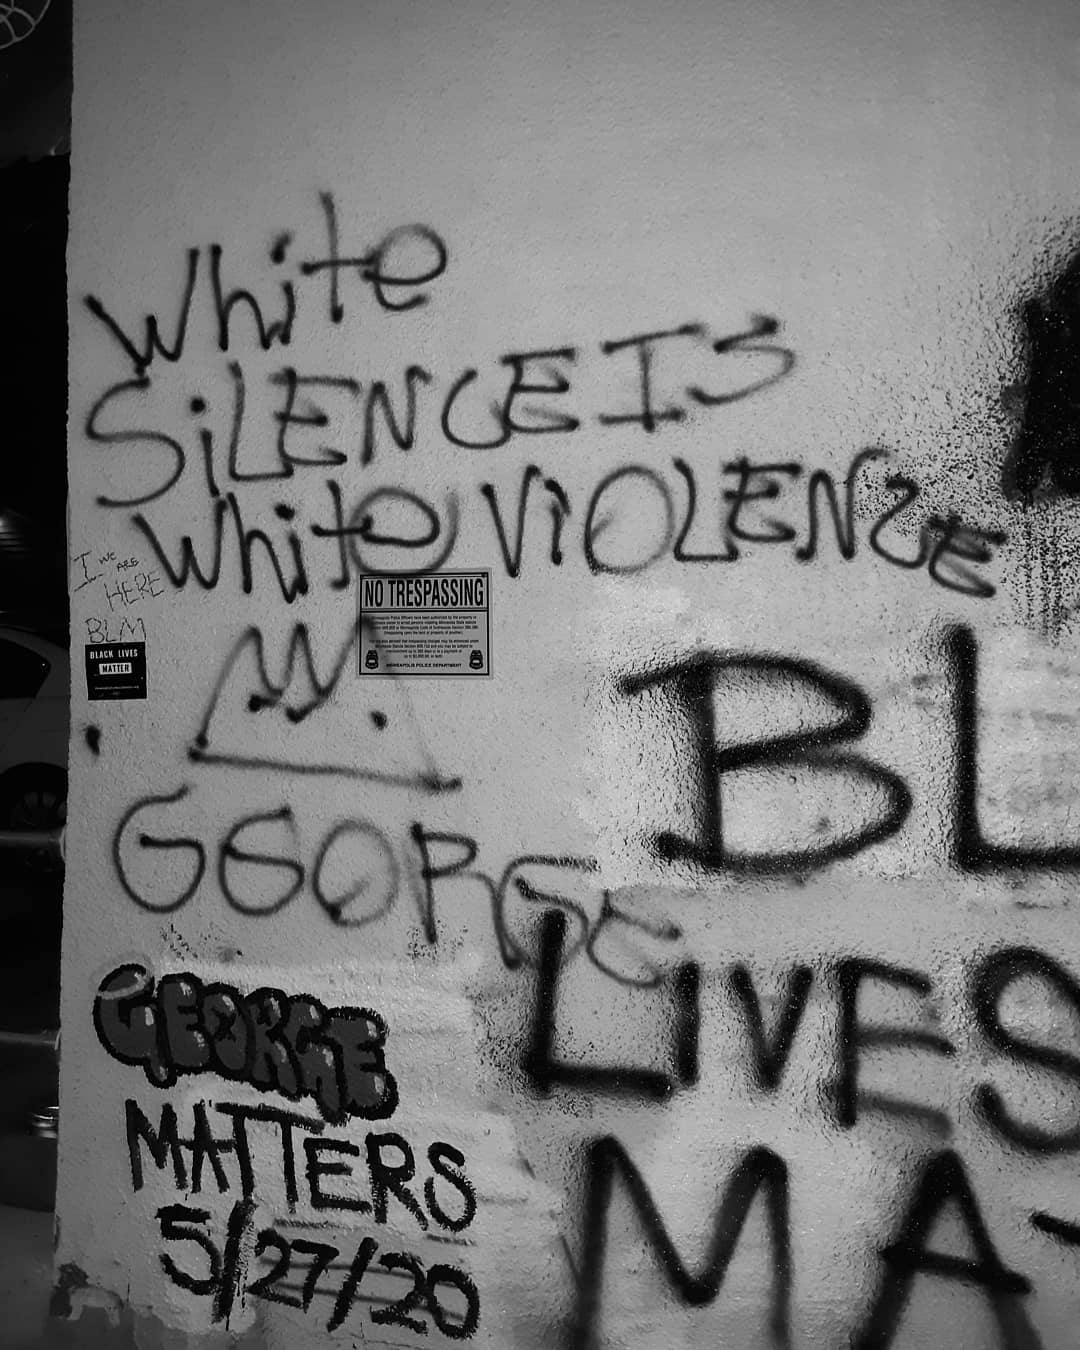 White
SiLENCE IS
White ViOLENCE
I WE ARE
HERE
BLM
BLACK LIVES
MATTER
NO TRESPASSING
MINNEAPOLIS POLICE DEPARTMENT
GEORGE
GEORGE
MATTERS
5/27/20
BL
LIVES
MA